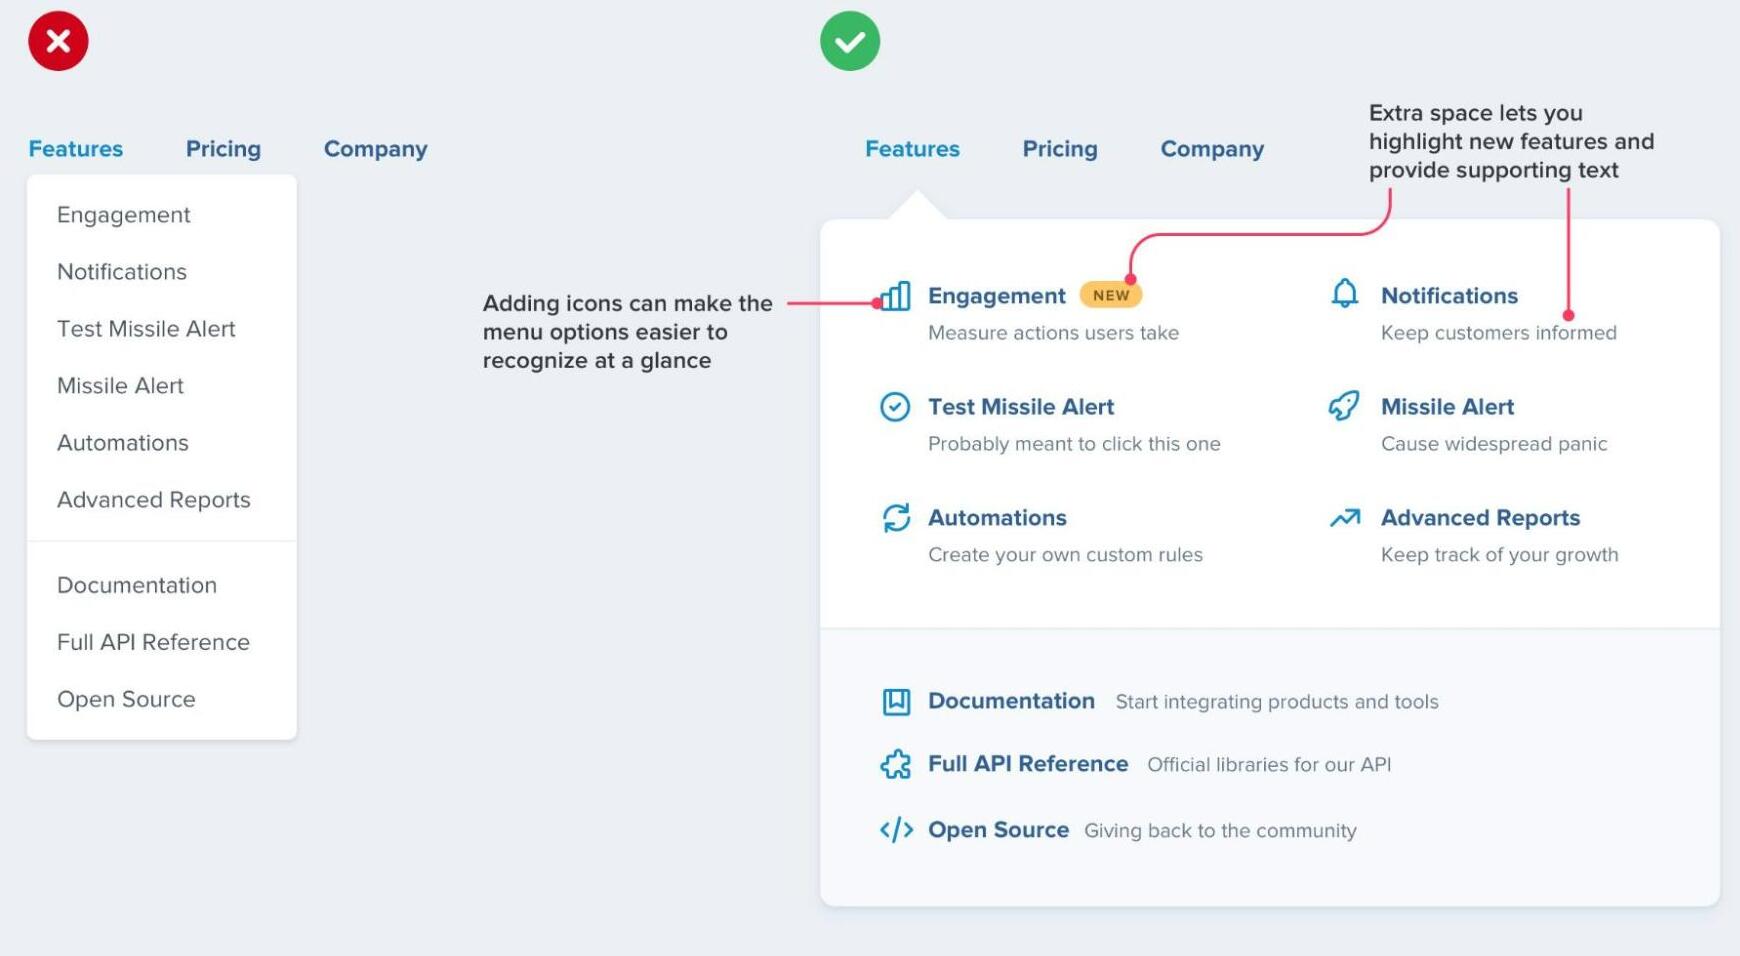 Features Pricing Company
Engagement
Notifications
Test Missile Alert
Missile Alert
Automations
Advanced Reports
Documentation
Full API Reference
Open Source
Adding icons can make the
menu options easier to
recognize at a glance
Features Pricing Company
Extra space lets you
highlight new features and
provide supporting text
Engagement NEW
Measure actions users take
Notifications
Keep customers informed
Test Missile Alert
Probably meant to click this one
Missile Alert
Cause widespread panic
Automations
Create your own custom rules
Advanced Reports
Keep track of your growth
Documentation Start integrating products and tools
Full API Reference Official libraries for our API
Open Source Giving back to the community